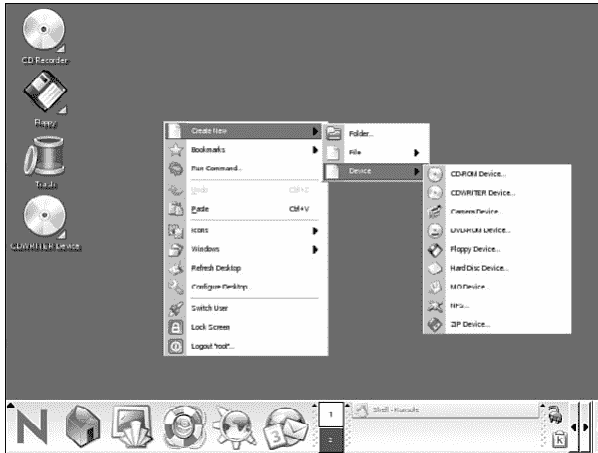 CD Recorder
Floppy
Trash
CDWRITER Device
Create New
Bookmarks
Run Command...
Undo Ctrl+Z
Paste Ctrl+V
Icons
Windows
Refresh Desktop
Configure Desktop...
Switch User
Lock Screen
Logout "root"...
Folder...
File
Device
CD-ROM Device...
CDWRITER Device...
Camera Device...
DVD-ROM Device...
Floppy Device...
Hard Disc Device...
MO Device...
NFS...
ZIP Device...
N
3
1
2
Shell - Konsole
k